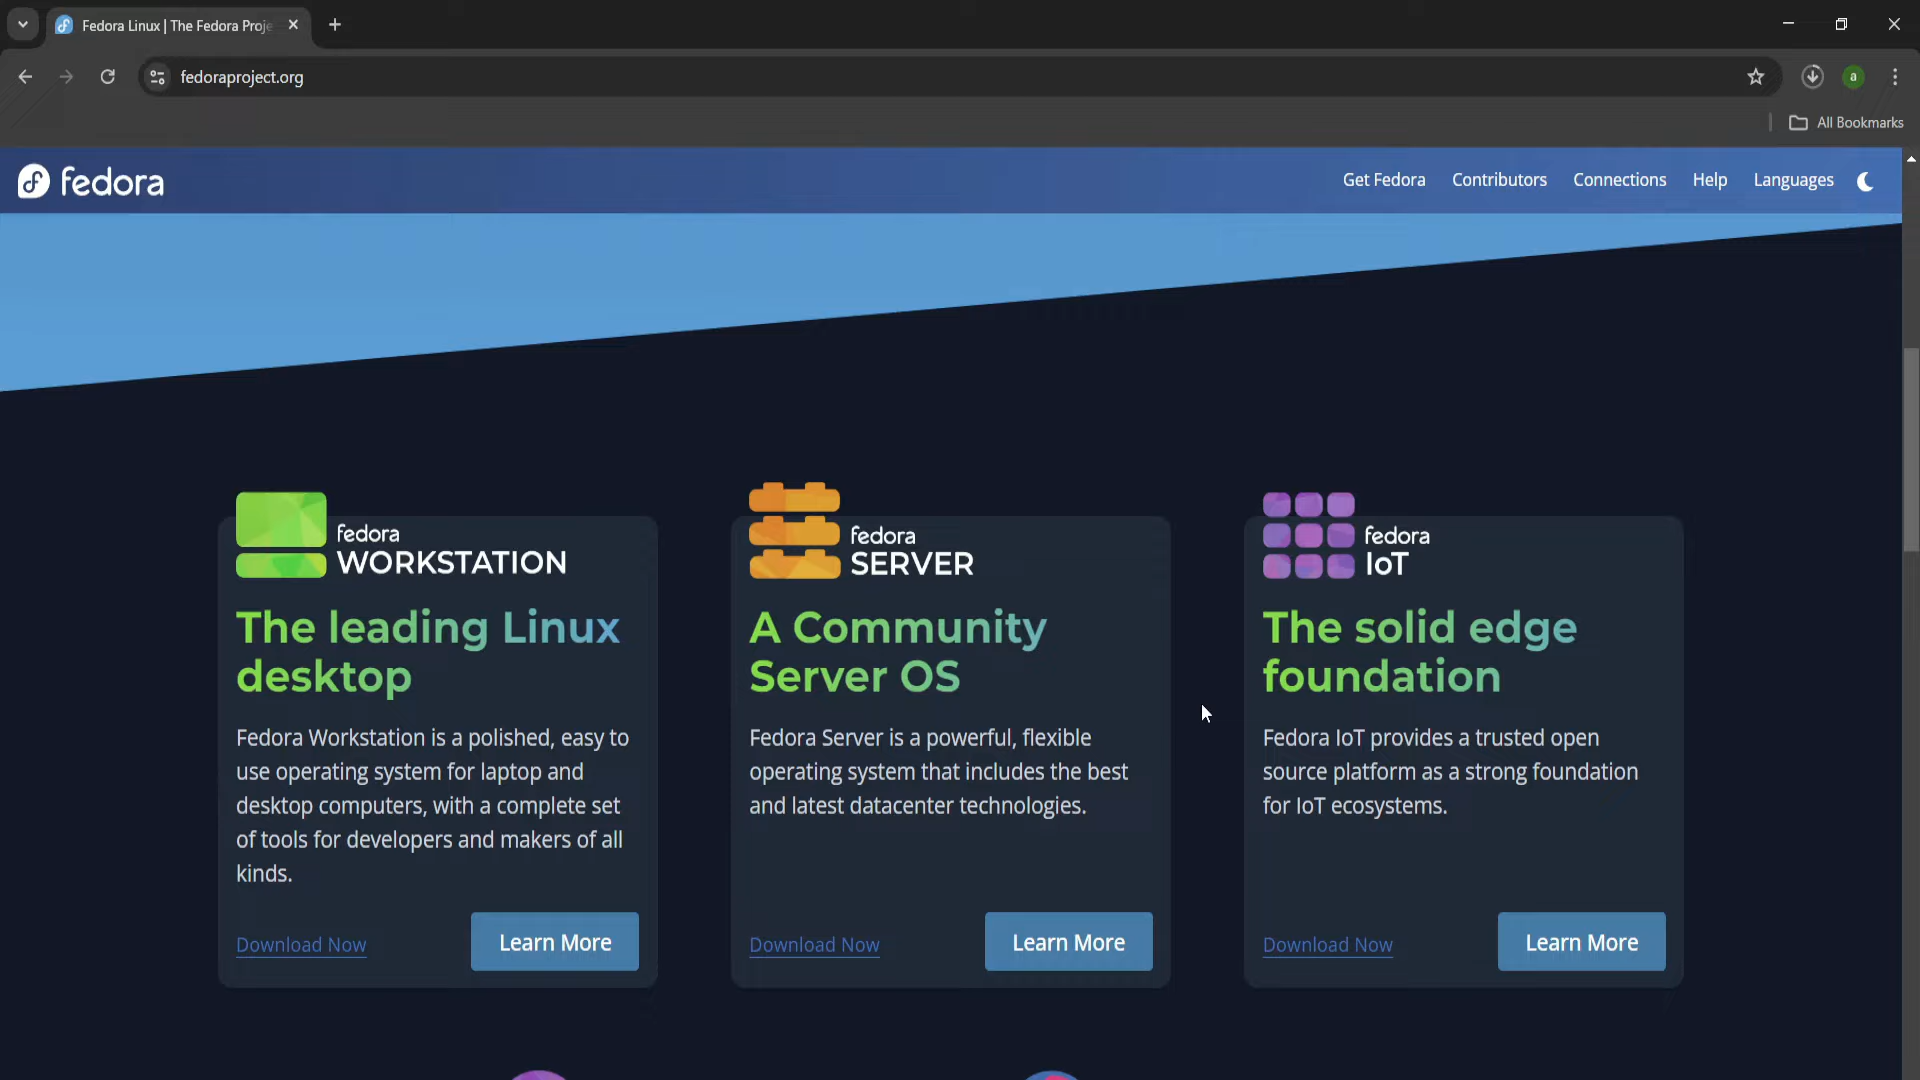 Fedora Linux | The Fedora Proje
fedoraproject.org
a
All Bookmarks
fedora
Get Fedora
Contributors
Connections
Help
Languages
fedora
WORKSTATION
The leading Linux
desktop
Fedora Workstation is a polished, easy to
use operating system for laptop and
desktop computers, with a complete set
of tools for developers and makers of all
kinds.
Download Now
Learn More
fedora
SERVER
A Community
Server OS
Fedora Server is a powerful, flexible
operating system that includes the best
and latest datacenter technologies.
Download Now
Learn More
fedora
IoT
The solid edge
foundation
Fedora IoT provides a trusted open
source platform as a strong foundation
for IoT ecosystems.
Download Now
Learn More